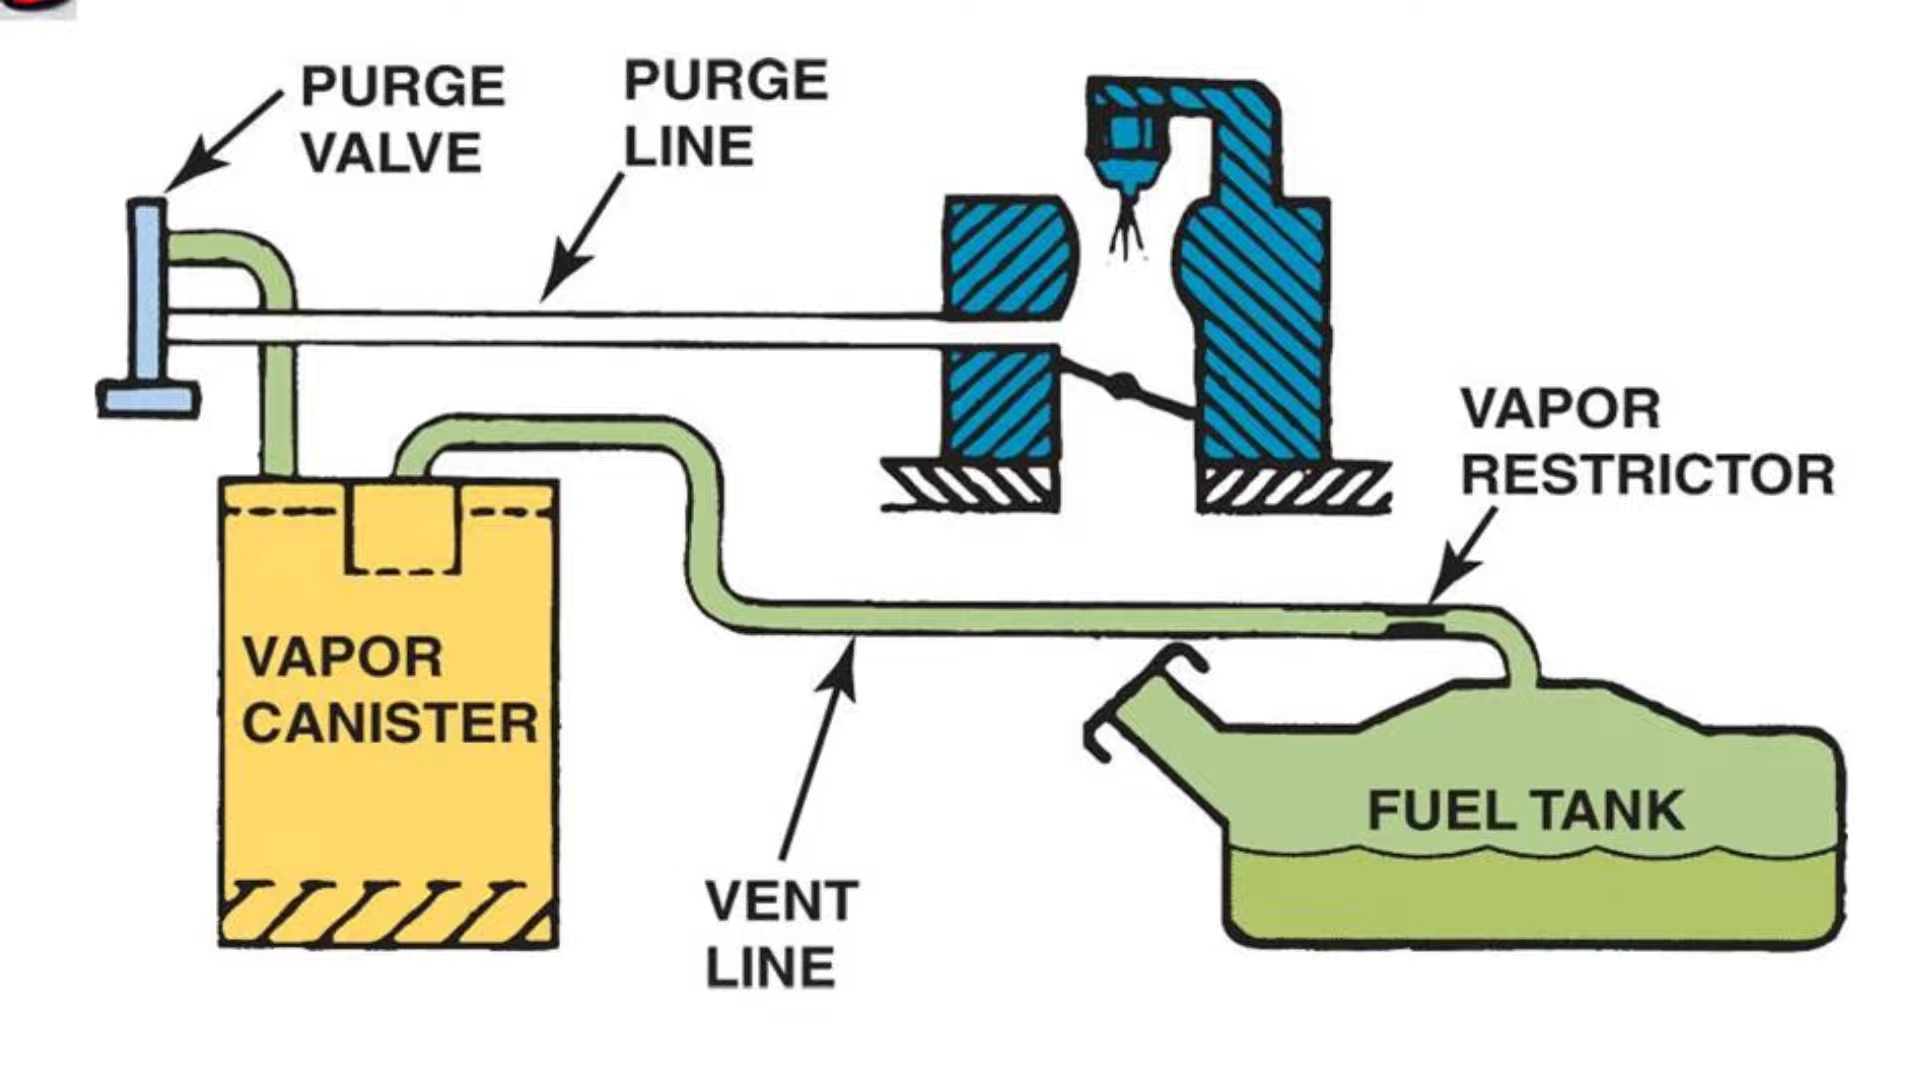 PURGE
VALVE
PURGE
LINE
VAPOR
RESTRICTOR
VAPOR
CANISTER
FUEL TANK
VENT
LINE